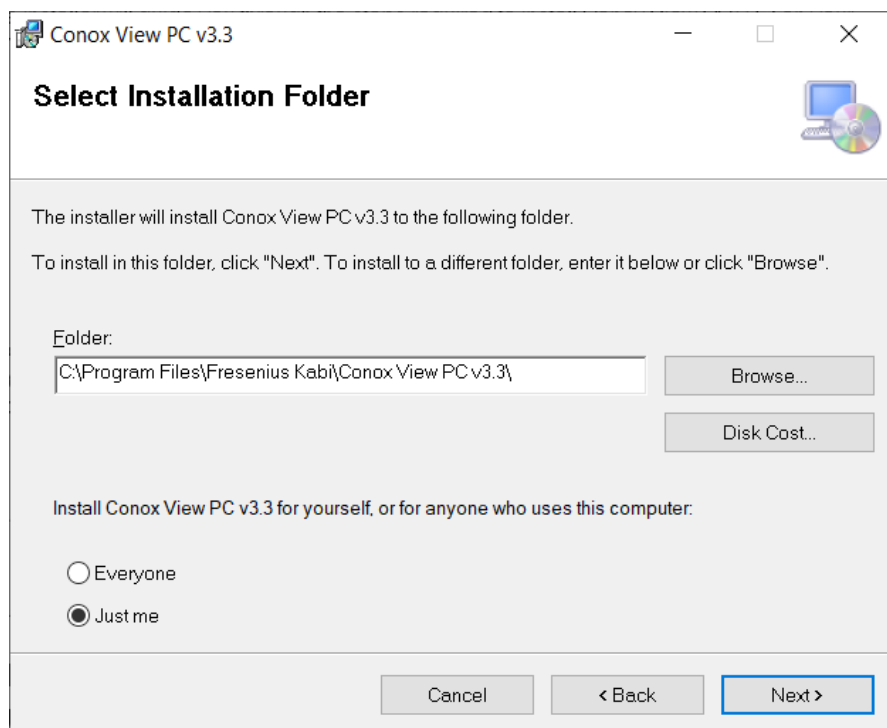 Conox View PC v3.3
Select Installation Folder
The installer will install Conox View PC v3.3 to the following folder.
To install in this folder, click "Next". To install to a different folder, enter it below or click "Browse".
Folder:
C:\Program Files\Fresenius Kabi\Conox View PC v3.3\
Browse...
Disk Cost...
Install Conox View PC v3.3 for yourself, or for anyone who uses this computer:
Everyone
Just me
Cancel
< Back
Next >